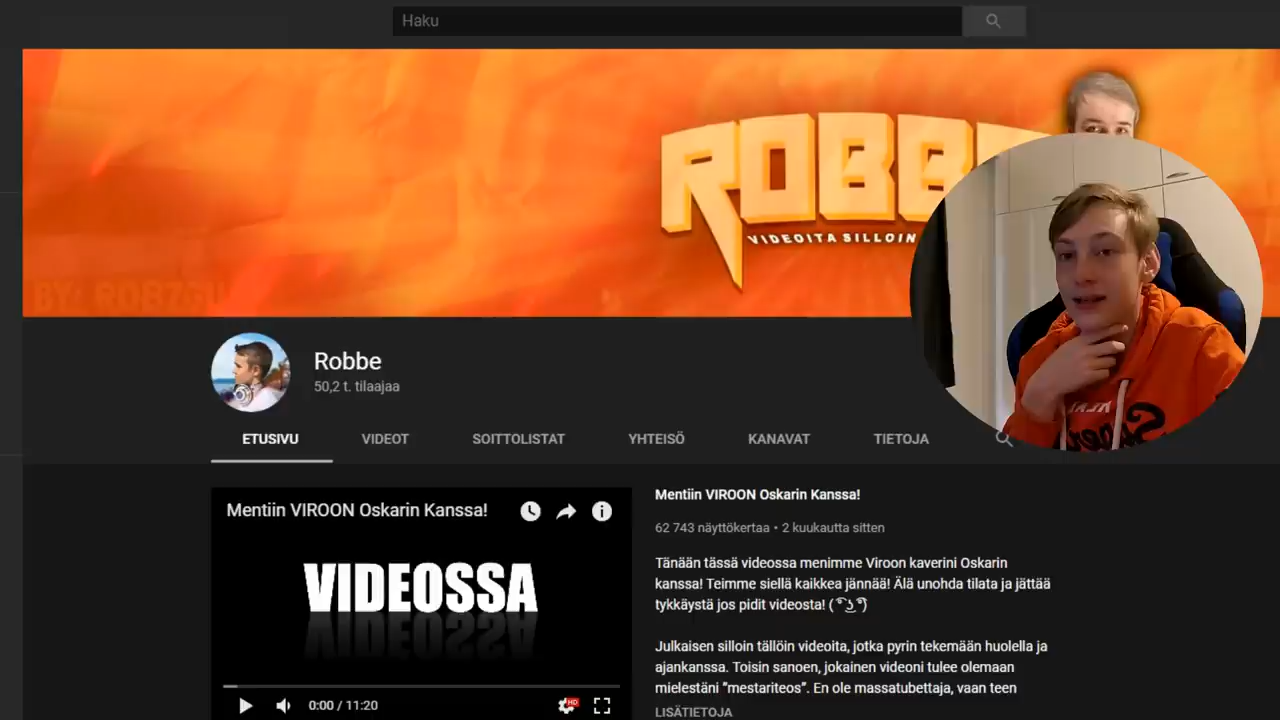 Haku
ROBB
VIDEOITA SILLOIN
Robbe
50,2 t. tilaajaa
ETUSIVU VIDEOT SOITTOLISTAT YHTEISÖ KANAVAT TIETOJA
Mentiin VIROON Oskarin Kanssa!
VIDEOSSA
0:00 / 11:20
HD
Mentiin VIROON Oskarin Kanssa!
62 743 näyttökertaa • 2 kuukautta sitten
Tänään tässä videossa menimme Viroon kaverini Oskarin
kanssa! Teimme siellä kaikkea jännää! Älä unohda tilata ja jättää
tykkäystä jos pidit videosta! ( ͡° ͜ʖ ͡°)
Julkaisen silloin tällöin videoita, jotka pyrin tekemään huolella ja
ajankanssa. Toisin sanoen, jokainen videoni tulee olemaan
mielestäni "mestariteos". En ole massatubettaja, vaan teen
LISÄTIETOJA